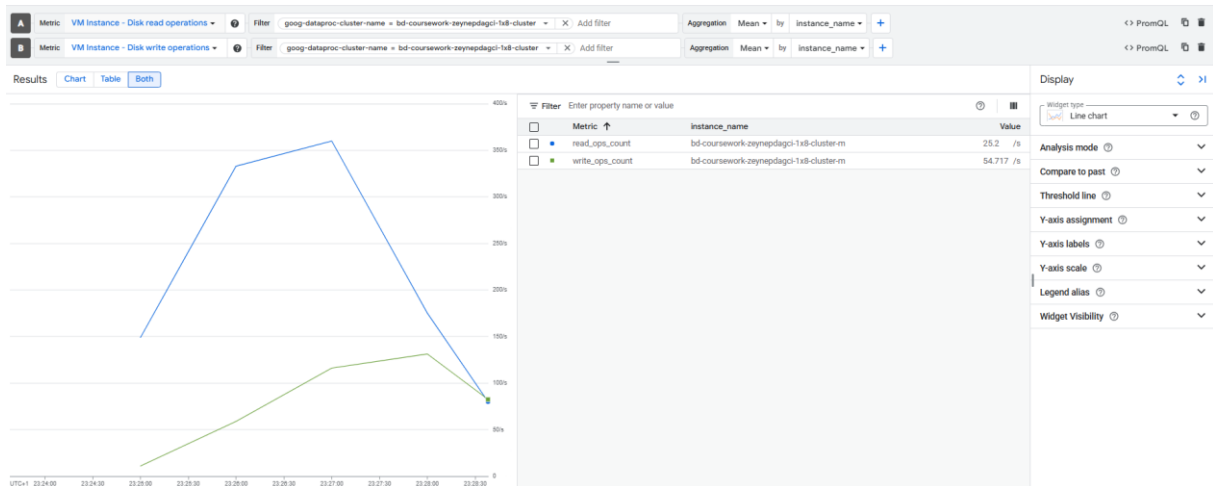 A Metric VM Instance - Disk read operations Filter goog-dataproc-cluster-name = bd-coursework-zeynepdagci-1x8-cluster Add filter Aggregation Mean by instance_name + <> PromQL
B Metric VM Instance - Disk write operations Filter goog-dataproc-cluster-name = bd-coursework-zeynepdagci-1x8-cluster Add filter Aggregation Mean by instance_name + <> PromQL
Results Chart Table Both
400/s
350/s
300/s
250/s
200/s
150/s
100/s
50/s
0
UTC+1 23:24:00 23:24:30 23:25:00 23:25:30 23:26:00 23:26:30 23:27:00 23:27:30 23:28:00 23:28:30
Filter Enter property name or value
Metric instance_name Value
read_ops_count bd-coursework-zeynepdagci-1x8-cluster-m 25.2 /s
write_ops_count bd-coursework-zeynepdagci-1x8-cluster-m 54.717 /s
Display
Widget type
Line chart
Analysis mode
Compare to past
Threshold line
Y-axis assignment
Y-axis labels
Y-axis scale
Legend alias
Widget Visibility